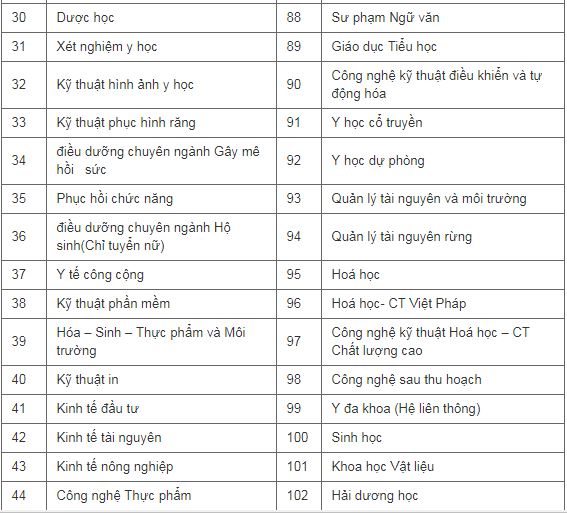 30 Dược học 88 Sư phạm Ngữ văn
31 Xét nghiệm y học 89 Giáo dục Tiểu học
32 Kỹ thuật hình ảnh y học 90 Công nghệ kỹ thuật điều khiển và tự
động hóa
33 Kỹ thuật phục hình răng 91 Y học cổ truyền
34 điều dưỡng chuyên ngành Gây mê
hồi sức 92 Y học dự phòng
35 Phục hồi chức năng 93 Quản lý tài nguyên và môi trường
36 điều dưỡng chuyên ngành Hộ
sinh(Chỉ tuyển nữ) 94 Quản lý tài nguyên rừng
37 Y tế công cộng 95 Hoá học
38 Kỹ thuật phần mềm 96 Hoá học- CT Việt Pháp
39 Hóa – Sinh – Thực phẩm và Môi
trường 97 Công nghệ kỹ thuật Hoá học – CT
Chất lượng cao
40 Kỹ thuật in 98 Công nghệ sau thu hoạch
41 Kinh tế đầu tư 99 Y đa khoa (Hệ liên thông)
42 Kinh tế tài nguyên 100 Sinh học
43 Kinh tế nông nghiệp 101 Khoa học Vật liệu
44 Công nghệ Thực phẩm 102 Hải dương học